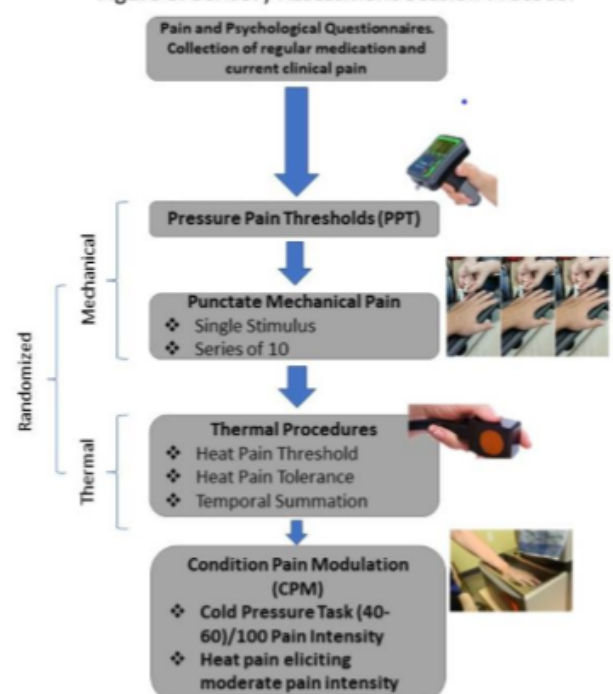 Pain and Psychological Questionnaires.
Collection of regular medication and
current clinical pain
Pressure Pain Thresholds (PPT)
Mechanical
Punctate Mechanical Pain
❖ Single Stimulus
❖ Series of 10
Randomized
Thermal Procedures
❖ Heat Pain Threshold
❖ Heat Pain Tolerance
❖ Temporal Summation
Thermal
Condition Pain Modulation
(CPM)
❖ Cold Pressure Task (40-
60)/100 Pain Intensity
❖ Heat pain eliciting
moderate pain intensity